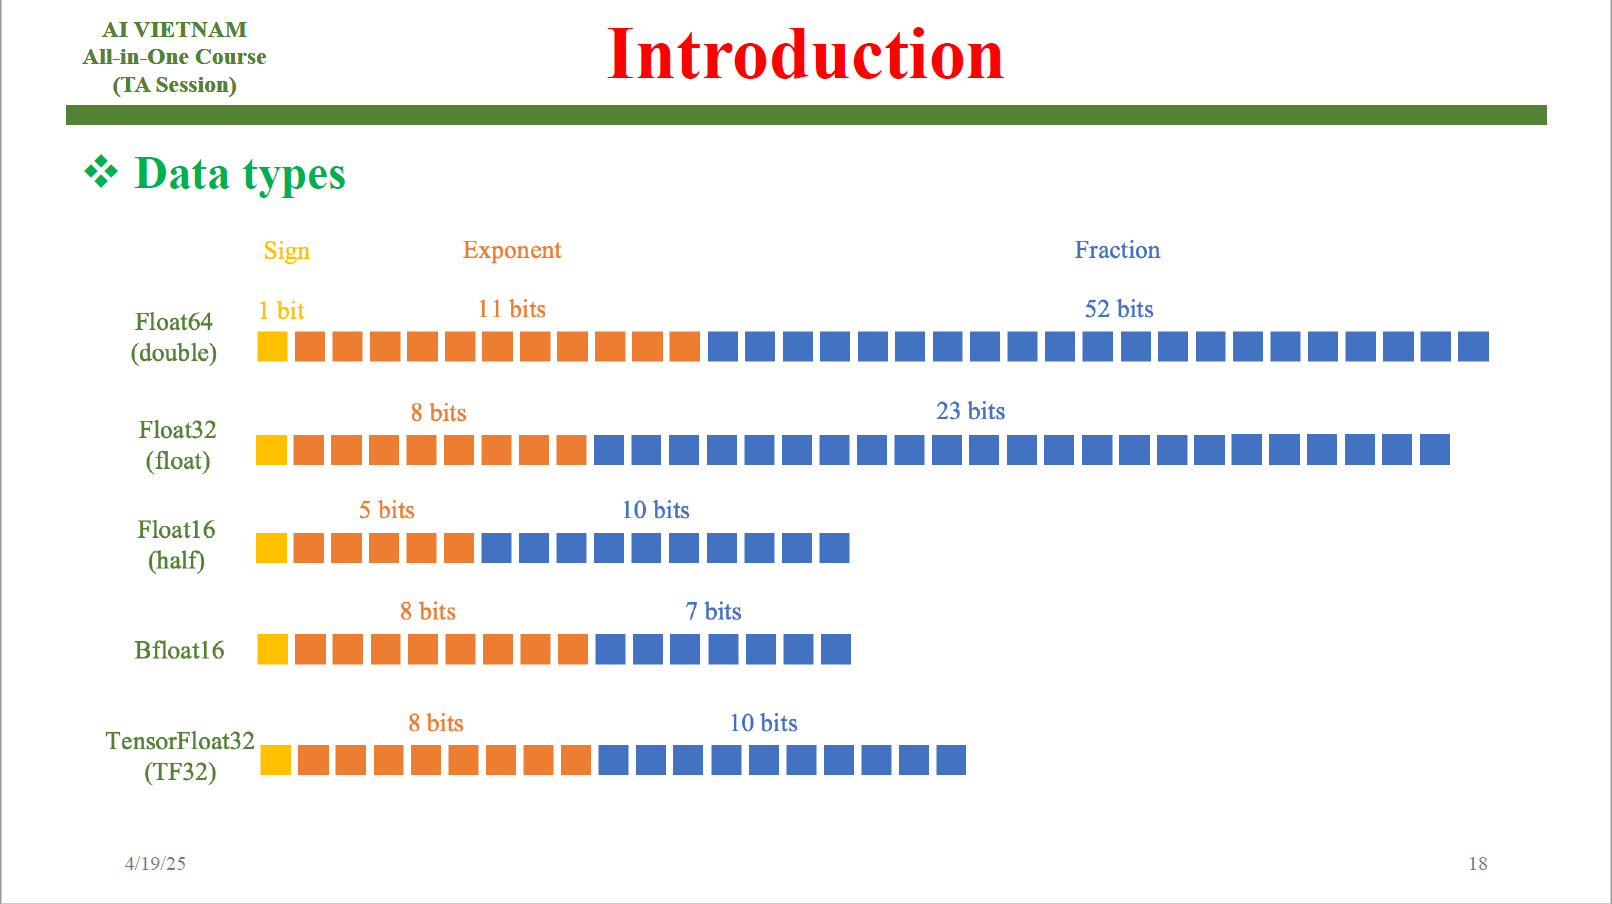 AI VIETNAM
All-in-One Course
(TA Session)
Introduction
Data types
Sign
Exponent
Fraction
1 bit
11 bits
52 bits
Float64
(double)
8 bits
23 bits
Float32
(float)
5 bits
10 bits
Float16
(half)
8 bits
7 bits
Bfloat16
8 bits
10 bits
TensorFloat32
(TF32)
4/19/25
18